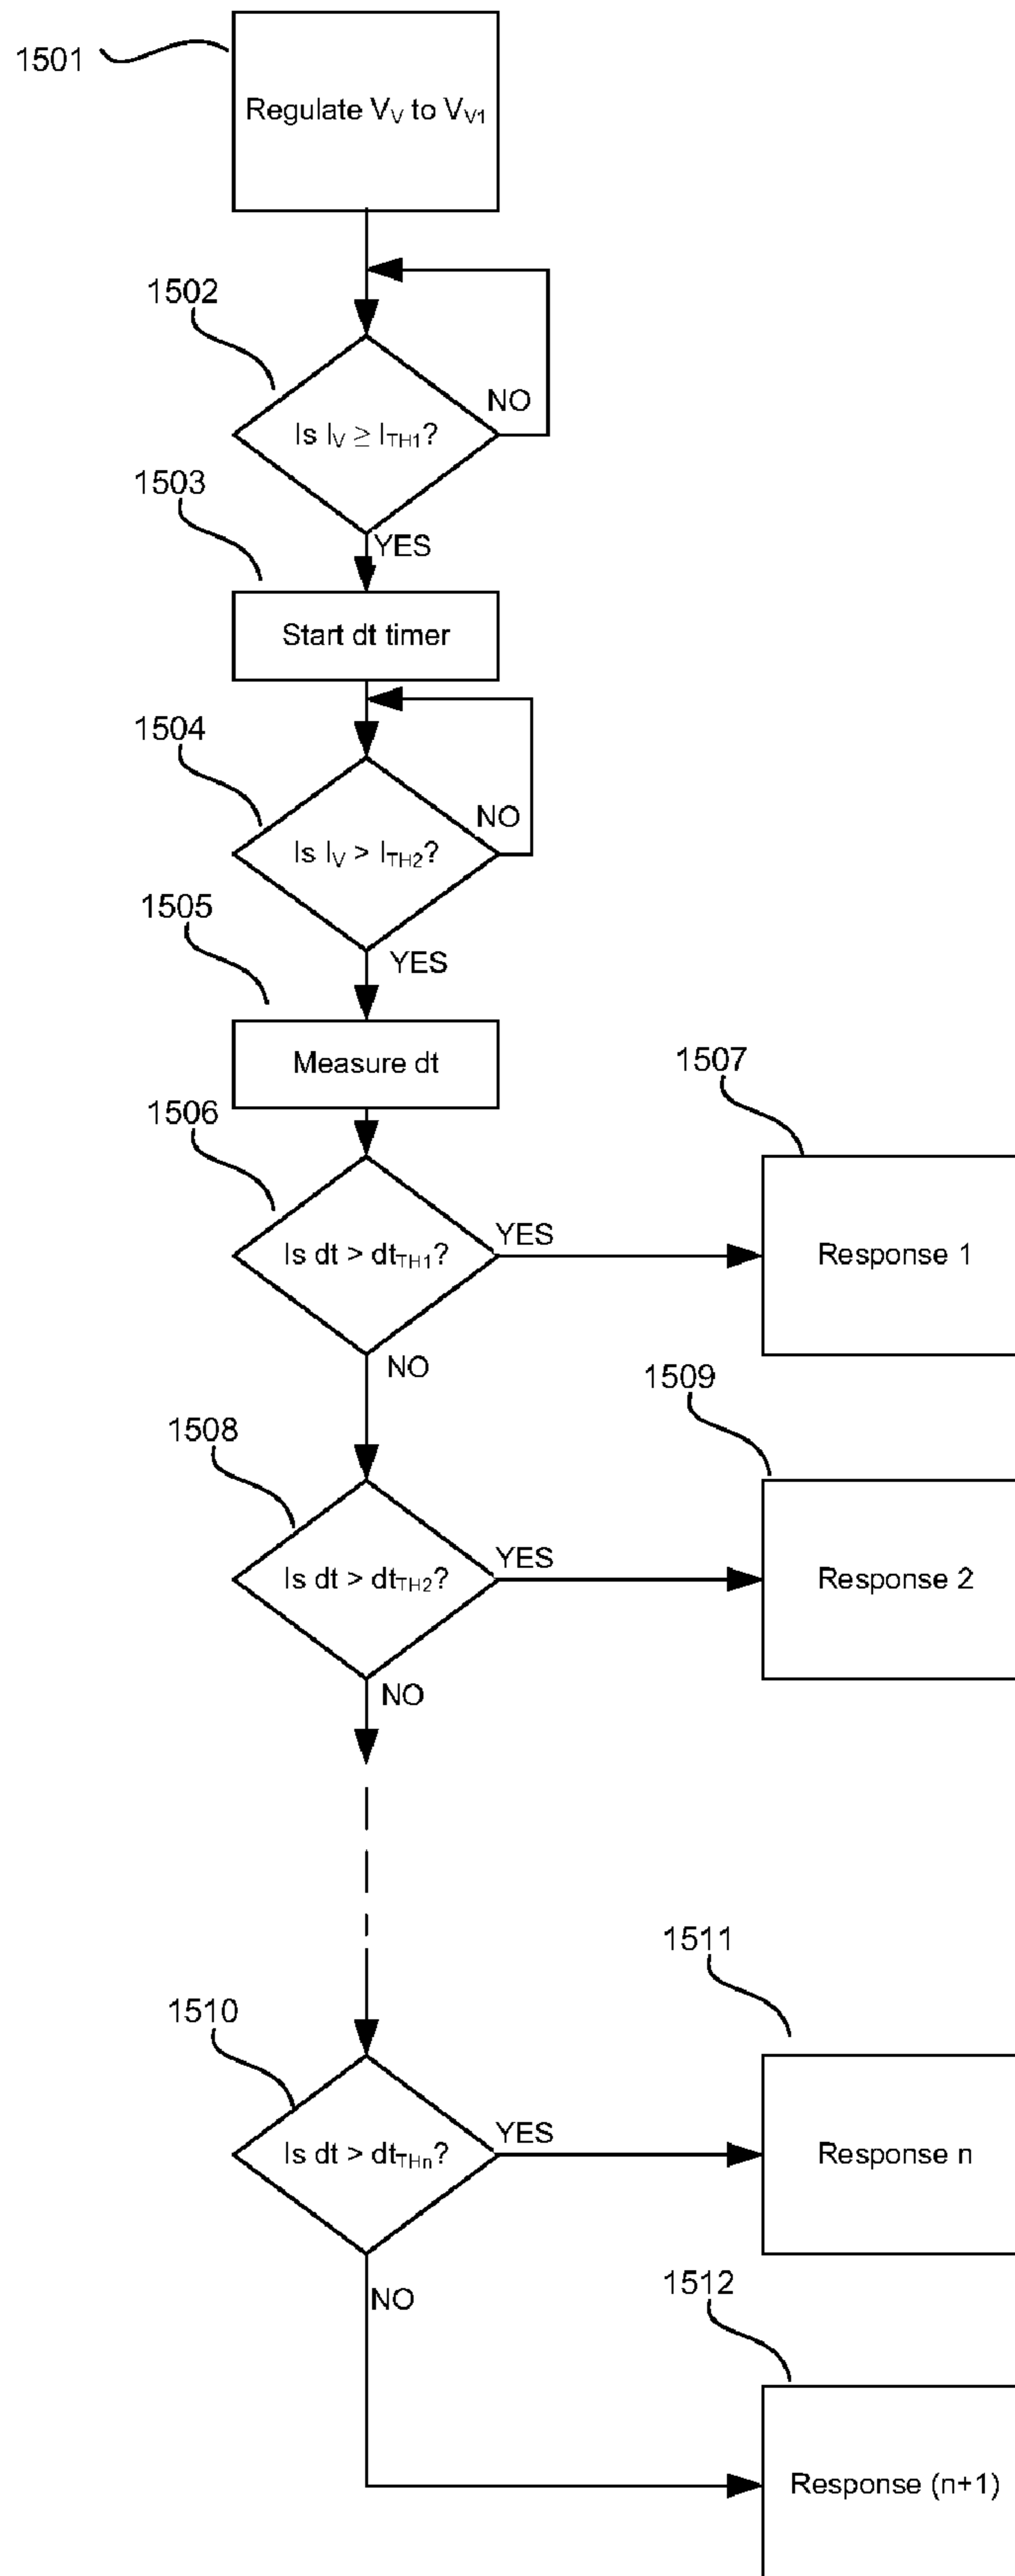 1501
Regulate V_V to V_V1
1502
NO
Is I_V ≥ I_TH1?
1503
YES
Start dt timer
1504
NO
Is I_V > I_TH2?
1505
YES
Measure dt
1506
1507
YES
Is dt > dt_TH1?
Response 1
NO
1508
1509
YES
Is dt > dt_TH2?
Response 2
NO
1510
1511
YES
Is dt > dt_THn?
Response n
NO
1512
Response (n+1)